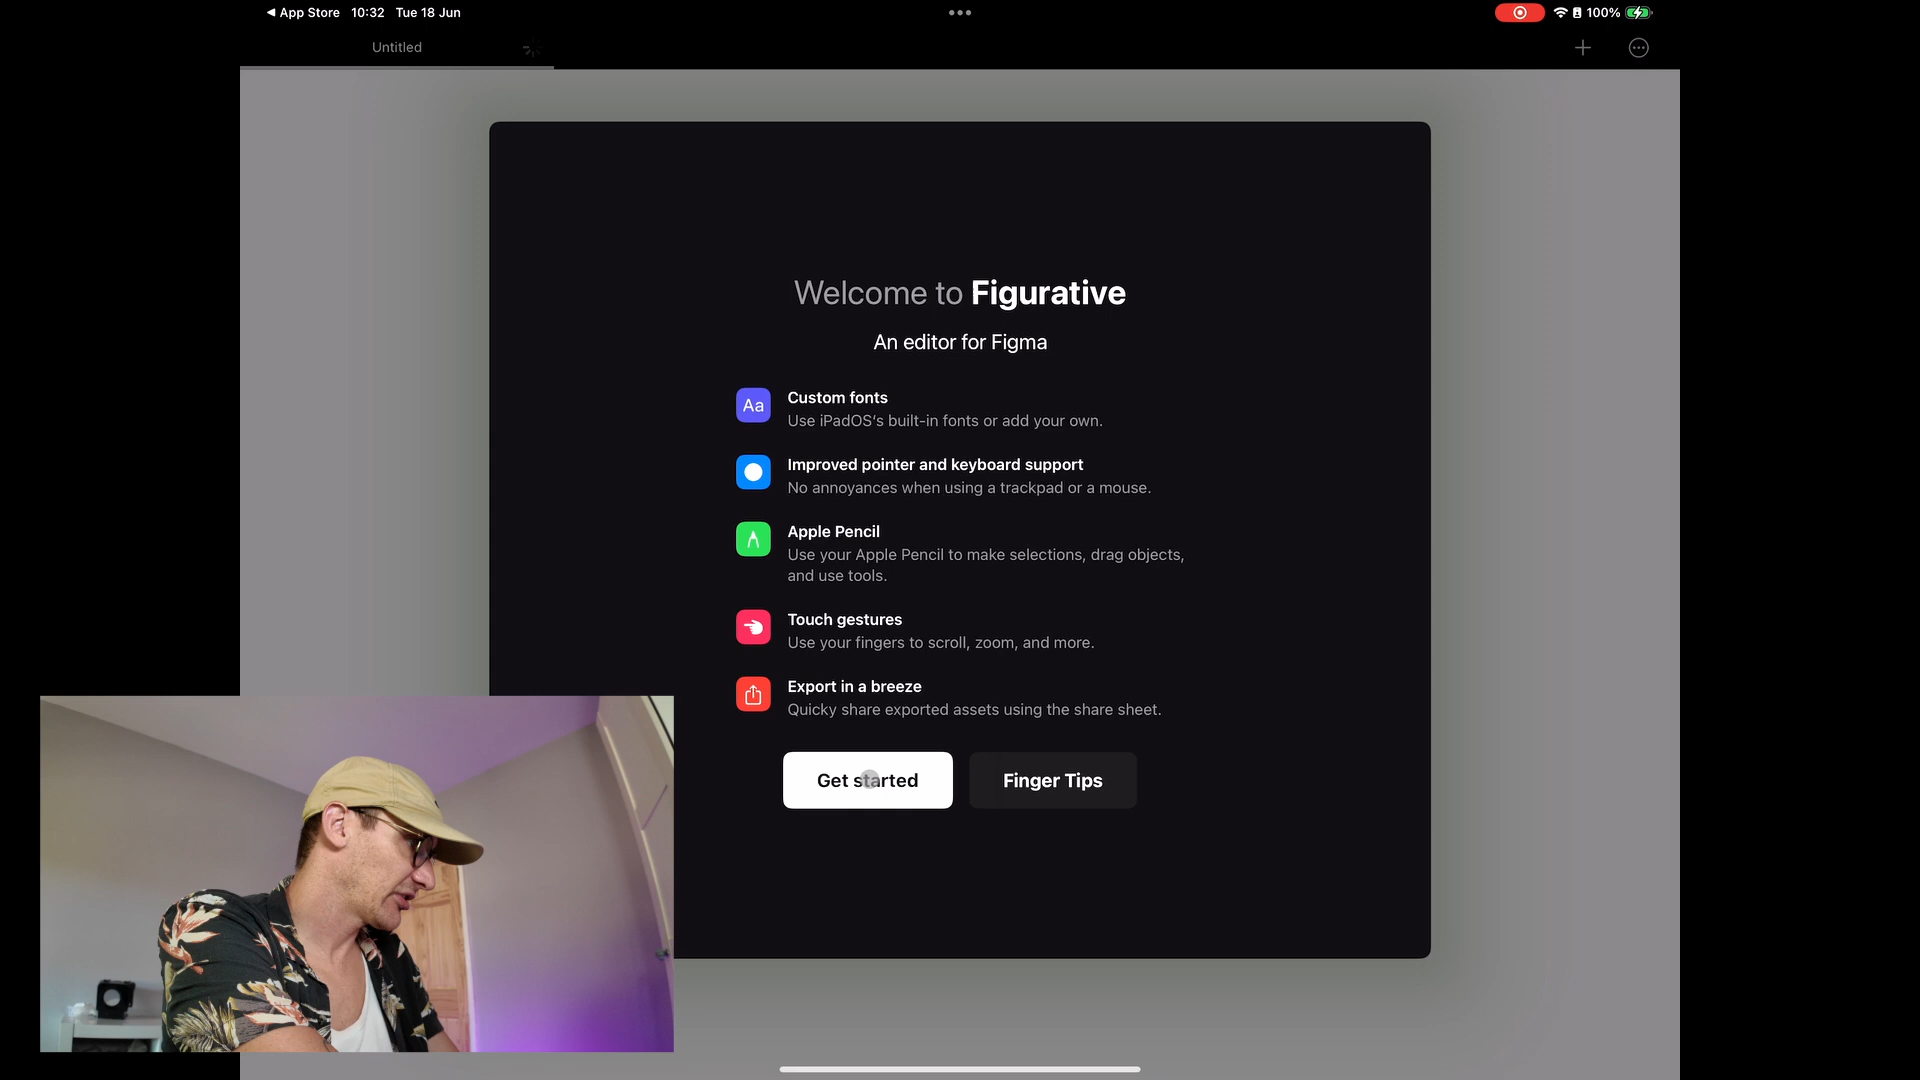 ◀ App Store 10:32 Tue 18 Jun
100%
Untitled
Welcome to Figurative
An editor for Figma
Aa
Custom fonts
Use iPadOS's built-in fonts or add your own.
Improved pointer and keyboard support
No annoyances when using a trackpad or a mouse.
Apple Pencil
Use your Apple Pencil to make selections, drag objects,
and use tools.
Touch gestures
Use your fingers to scroll, zoom, and more.
Export in a breeze
Quicky share exported assets using the share sheet.
Get started
Finger Tips